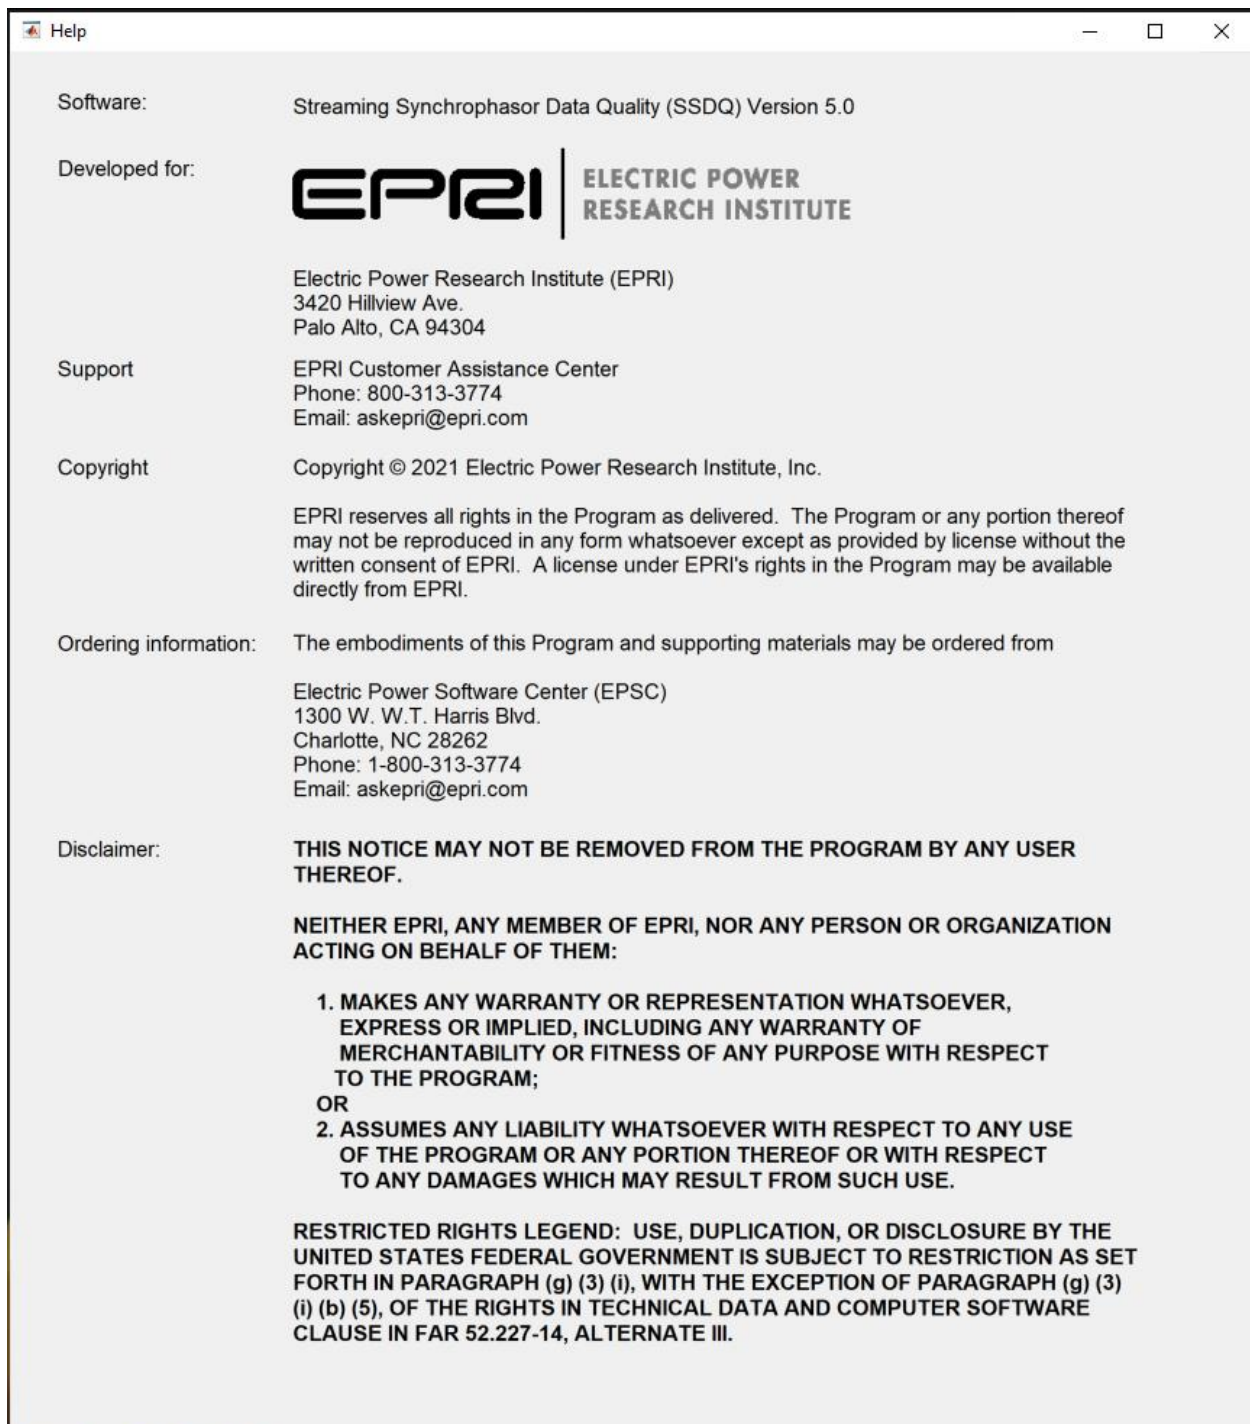 Help
Software:
Streaming Synchrophasor Data Quality (SSDQ) Version 5.0
Developed for:
EPRI
ELECTRIC POWER
RESEARCH INSTITUTE
Electric Power Research Institute (EPRI)
3420 Hillview Ave.
Palo Alto, CA 94304
Support
EPRI Customer Assistance Center
Phone: 800-313-3774
Email: askepri@epri.com
Copyright
Copyright © 2021 Electric Power Research Institute, Inc.
EPRI reserves all rights in the Program as delivered.  The Program or any portion thereof
may not be reproduced in any form whatsoever except as provided by license without the
written consent of EPRI.  A license under EPRI's rights in the Program may be available
directly from EPRI.
Ordering information:
The embodiments of this Program and supporting materials may be ordered from
Electric Power Software Center (EPSC)
1300 W. W.T. Harris Blvd.
Charlotte, NC 28262
Phone: 1-800-313-3774
Email: askepri@epri.com
Disclaimer:
THIS NOTICE MAY NOT BE REMOVED FROM THE PROGRAM BY ANY USER
THEREOF.
NEITHER EPRI, ANY MEMBER OF EPRI, NOR ANY PERSON OR ORGANIZATION
ACTING ON BEHALF OF THEM:
1. MAKES ANY WARRANTY OR REPRESENTATION WHATSOEVER,
EXPRESS OR IMPLIED, INCLUDING ANY WARRANTY OF
MERCHANTABILITY OR FITNESS OF ANY PURPOSE WITH RESPECT
TO THE PROGRAM;
OR
2. ASSUMES ANY LIABILITY WHATSOEVER WITH RESPECT TO ANY USE
OF THE PROGRAM OR ANY PORTION THEREOF OR WITH RESPECT
TO ANY DAMAGES WHICH MAY RESULT FROM SUCH USE.
RESTRICTED RIGHTS LEGEND:  USE, DUPLICATION, OR DISCLOSURE BY THE
UNITED STATES FEDERAL GOVERNMENT IS SUBJECT TO RESTRICTION AS SET
FORTH IN PARAGRAPH (g) (3) (i), WITH THE EXCEPTION OF PARAGRAPH (g) (3)
(i) (b) (5), OF THE RIGHTS IN TECHNICAL DATA AND COMPUTER SOFTWARE
CLAUSE IN FAR 52.227-14, ALTERNATE III.